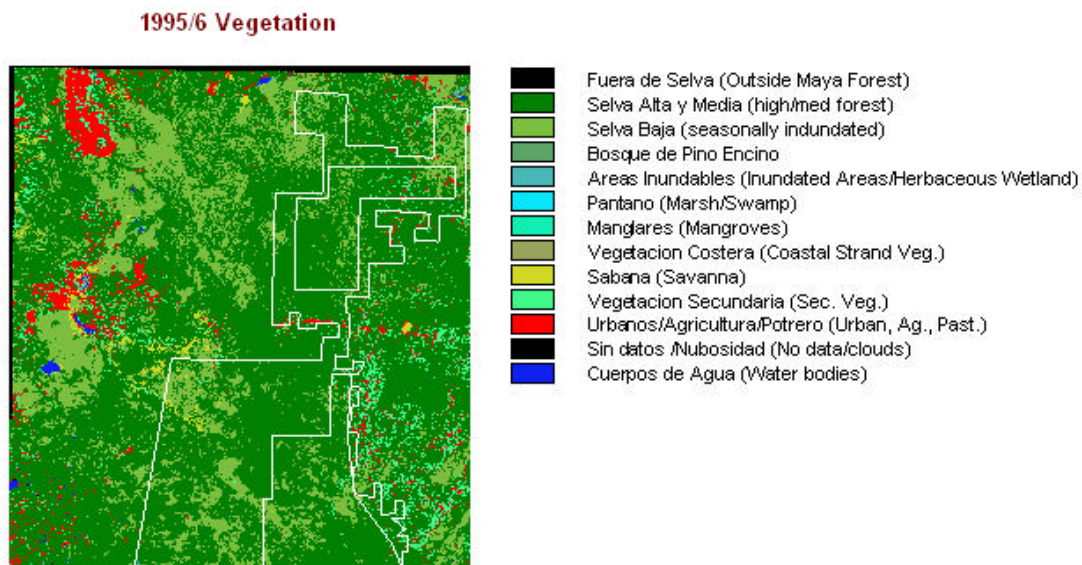 1995/6 Vegetation
Fuera de Selva (Outside Maya Forest)
Selva Alta y Media (high/med forest)
Selva Baja (seasonally indundated)
Bosque de Pino Encino
Areas Inundables (Inundated Areas/Herbaceous Wetland)
Pantano (Marsh/Swamp)
Manglares (Mangroves)
Vegetacion Costera (Coastal Strand Veg.)
Sabana (Savanna)
Vegetacion Secundaria (Sec. Veg.)
Urbanos/Agricultura/Potrero (Urban, Ag., Past.)
Sin datos /Nubosidad (No data/clouds)
Cuerpos de Agua (Water bodies)